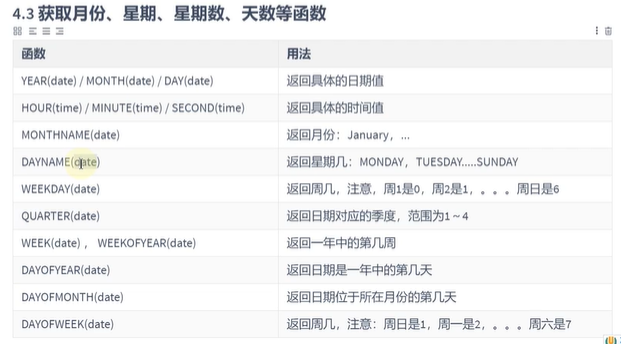 4.3 获取月份、星期、星期数、天数等函数
函数 用法
YEAR(date) / MONTH(date) / DAY(date) 返回具体的日期值
HOUR(time) / MINUTE(time) / SECOND(time) 返回具体的时间值
MONTHNAME(date) 返回月份：January，...
DAYNAME(date) 返回星期几：MONDAY，TUESDAY.....SUNDAY
WEEKDAY(date) 返回周几，注意，周1是0，周2是1，。。。周日是6
QUARTER(date) 返回日期对应的季度，范围为1～4
WEEK(date) ， WEEKOFYEAR(date) 返回一年中的第几周
DAYOFYEAR(date) 返回日期是一年中的第几天
DAYOFMONTH(date) 返回日期位于所在月份的第几天
DAYOFWEEK(date) 返回周几，注意：周日是1，周一是2，。。。周六是7